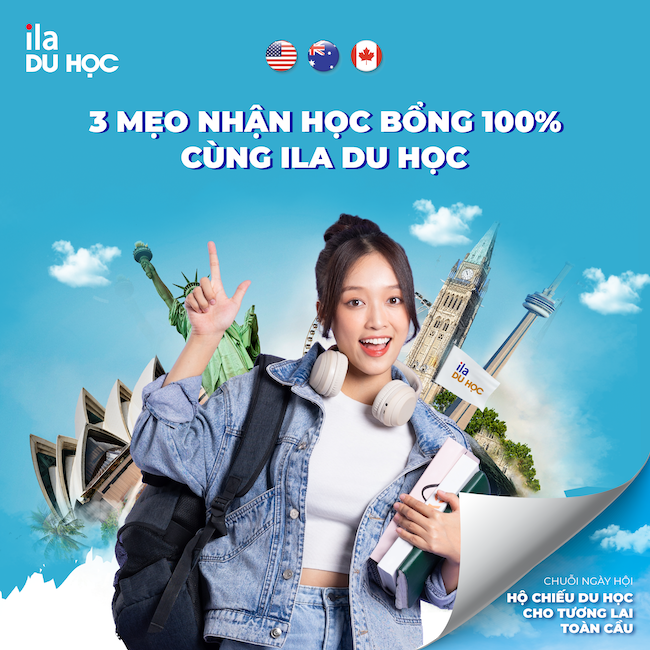 ila
DU HỌC
3 MẸO NHẬN HỌC BỔNG 100%
CÙNG ILA DU HỌC
ila
DU HỌC
CHUỖI NGÀY HỘI
HỘ CHIẾU DU HỌC
CHO TƯƠNG LAI
TOÀN CẦU